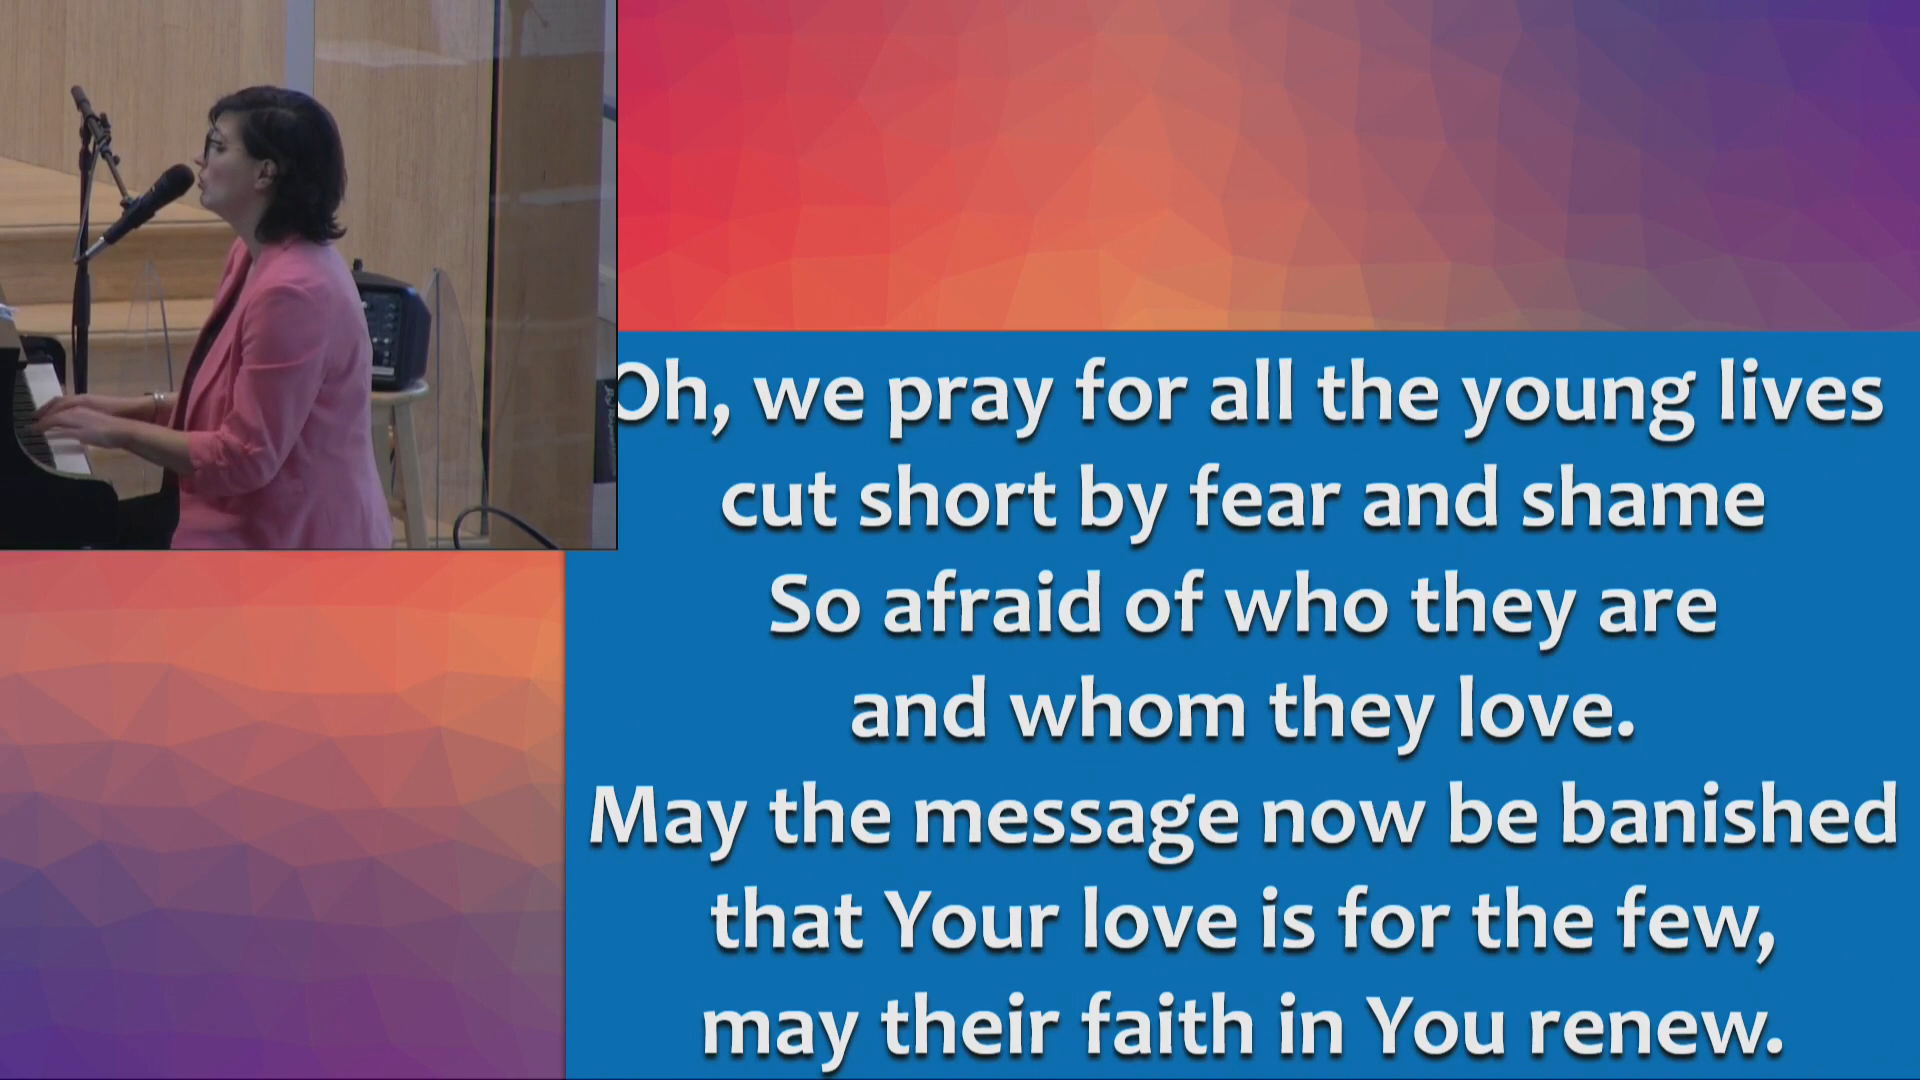 Oh, we pray for all the young lives
cut short by fear and shame
So afraid of who they are
and whom they love.
May the message now be banished
that Your love is for the few,
may their faith in You renew.